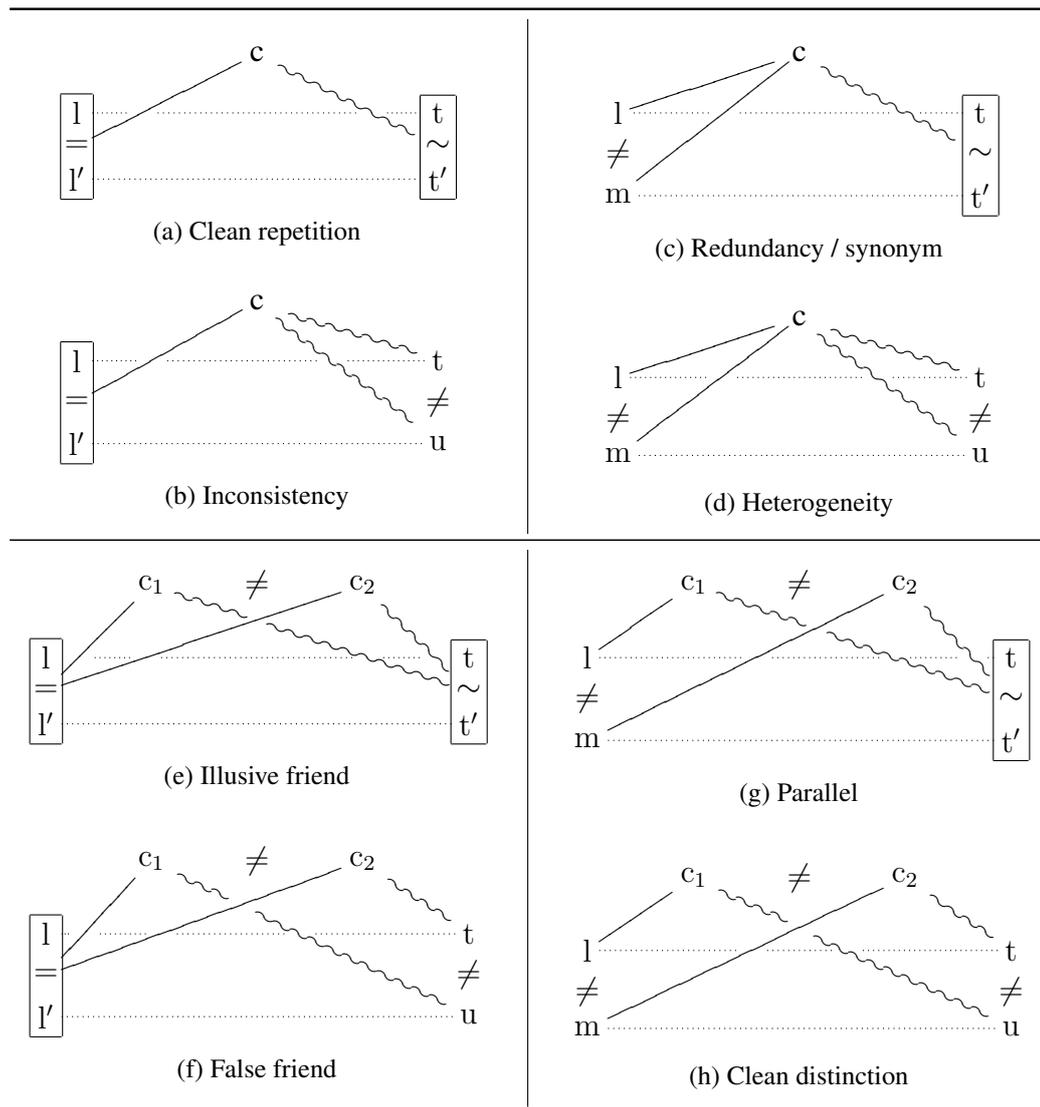 c
l t
= ∼
l′ t′
(a) Clean repetition
c
l t
≠ ∼
m t′
(c) Redundancy / synonym
c
l t
= ≠
l′ u
(b) Inconsistency
c
l t
≠ ≠
m u
(d) Heterogeneity
c₁ ≠ c₂
l t
= ∼
l′ t′
(e) Illusive friend
c₁ ≠ c₂
l t
≠ ∼
m t′
(g) Parallel
c₁ ≠ c₂
l t
= ≠
l′ u
(f) False friend
c₁ ≠ c₂
l t
≠ ≠
m u
(h) Clean distinction